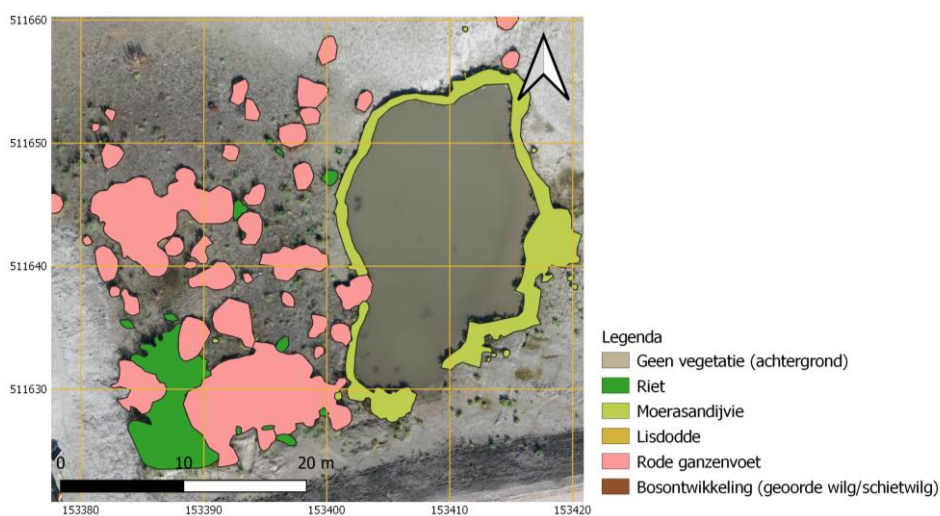 511660
511650
511640
511630
0 10 20 m
153380 153390 153400 153410 153420
Legenda
Geen vegetatie (achtergrond)
Riet
Moerasandijvie
Lisdodde
Rode ganzenvoet
Bosontwikkeling (geoorde wilg/schietwilg)